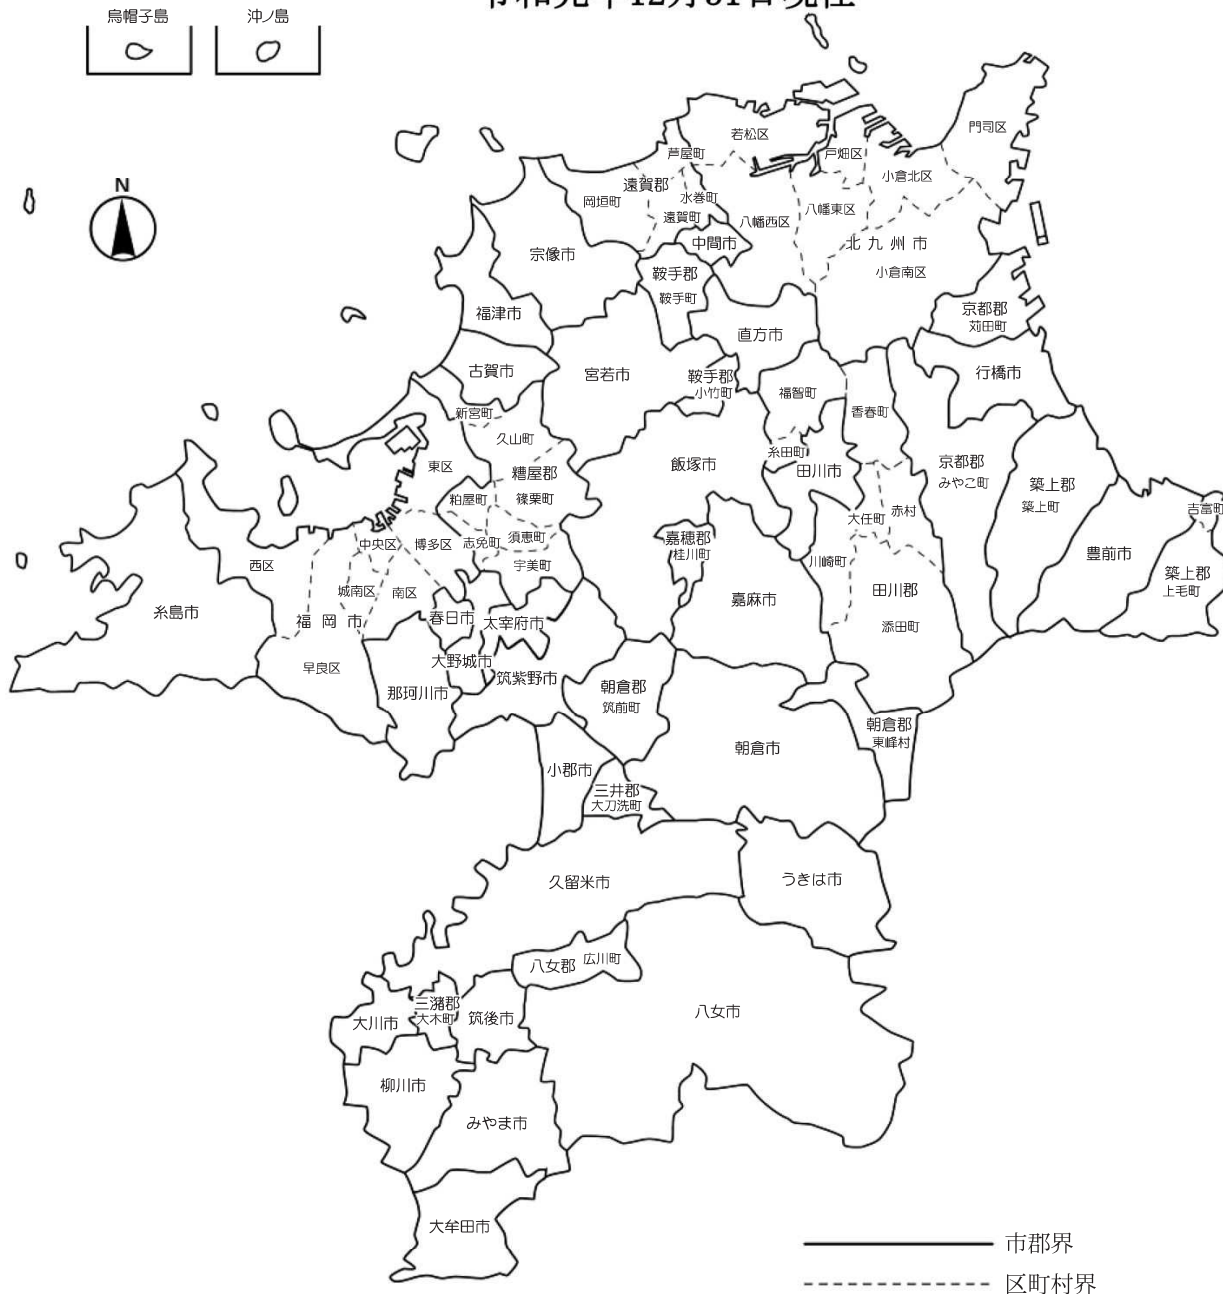 令和元年12月31日現在
烏帽子島
沖ノ島
N
門司区
若松区
戸畑区
芦屋町
小倉北区
遠賀郡
水巻町
岡垣町
遠賀町
八幡東区
八幡西区
北九州市
中間市
宗像市
小倉南区
鞍手郡
鞍手町
京都郡
苅田町
福津市
直方市
古賀市
宮若市
鞍手郡
小竹町
行橋市
福智町
香春町
新宮町
久山町
糸田町
田川市
飯塚市
東区
糟屋郡
京都郡
みやこ町
築上郡
築上町
粕屋町
篠栗町
大任町
赤村
吉富町
中央区
博多区
志免町
須恵町
嘉穂郡
桂川町
豊前市
西区
宇美町
川崎町
築上郡
上毛町
城南区
南区
田川郡
嘉麻市
糸島市
福岡市
春日市
太宰府市
添田町
早良区
大野城市
筑紫野市
那珂川市
朝倉郡
筑前町
朝倉郡
東峰村
朝倉市
小郡市
三井郡
大刀洗町
久留米市
うきは市
八女郡
広川町
三潴郡
大木町
大川市
筑後市
八女市
柳川市
みやま市
大牟田市
市郡界
区町村界